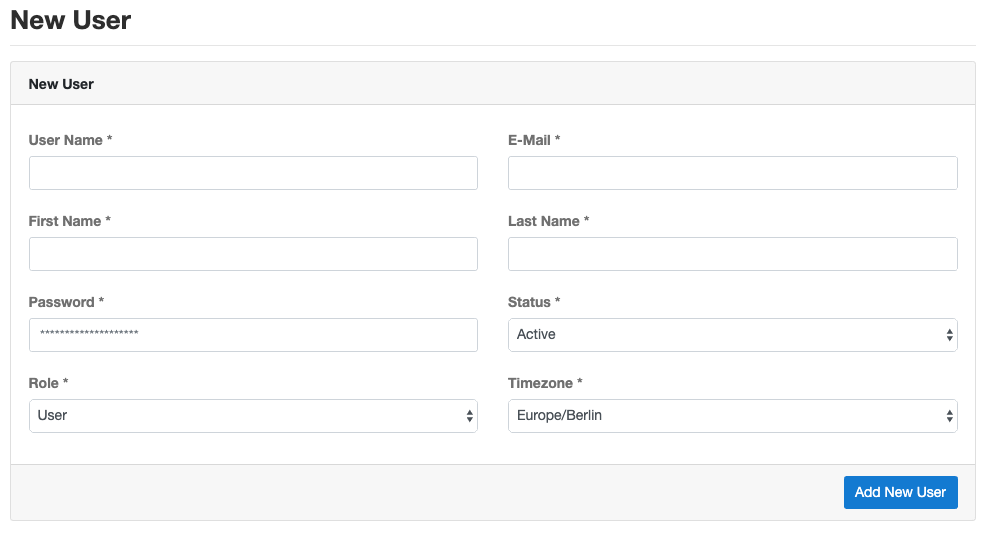 New User
New User
User Name *
E-Mail *
First Name *
Last Name *
Password *
Status *
********************
Active
Role *
Timezone *
User
Europe/Berlin
Add New User